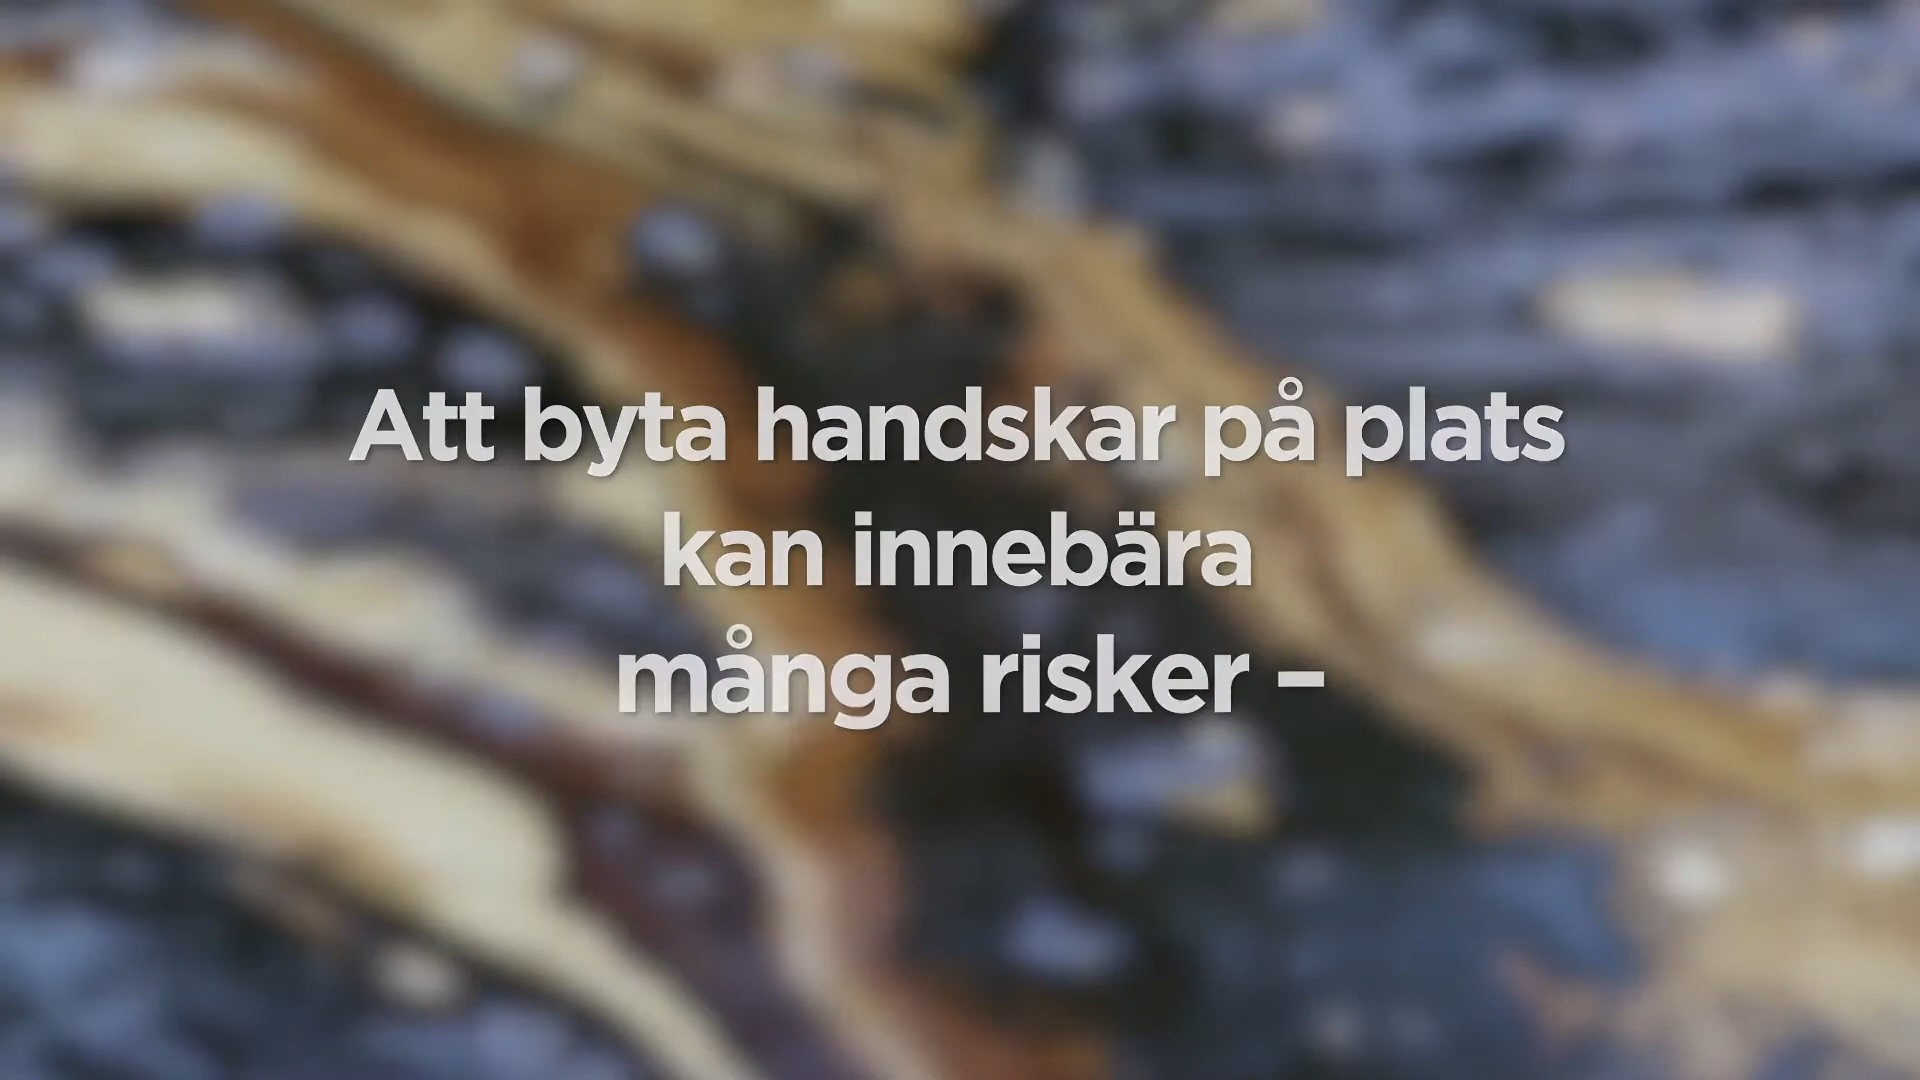 Att byta handskar på plats
kan innebära
många risker –